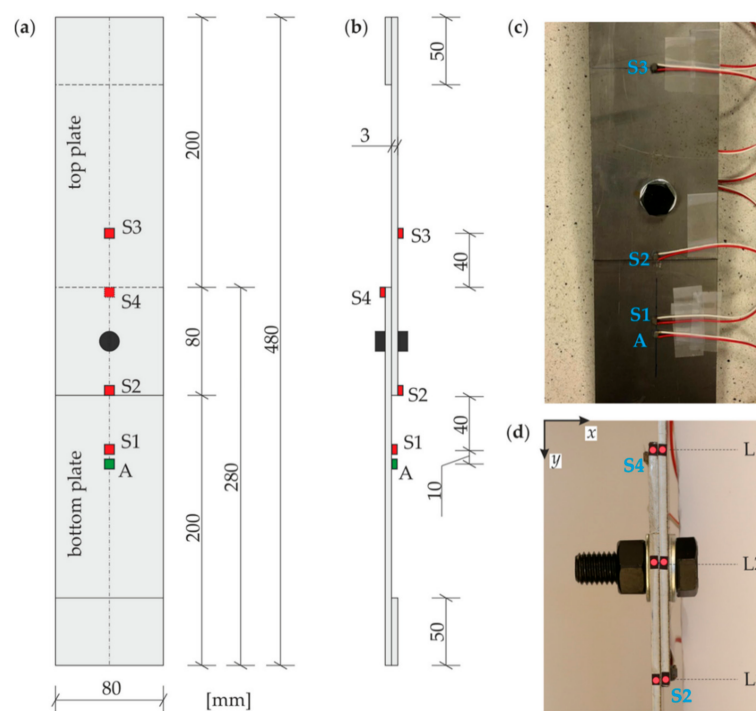 (a)
top plate
S3
S4
S2
S1
A
bottom plate
200
80
200
280
480
80
[mm]
(b)
50
3
S3
40
S4
S2
40
S1
A
10
50
(c)
S3
S2
S1
A
(d)
x
y
S4
L
L
S2